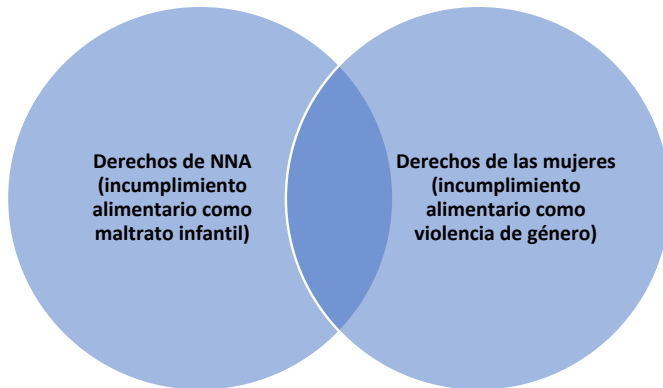 Derechos de NNA
(incumplimiento
alimentario como
maltrato infantil)
Derechos de las mujeres
(incumplimiento
alimentario como
violencia de género)